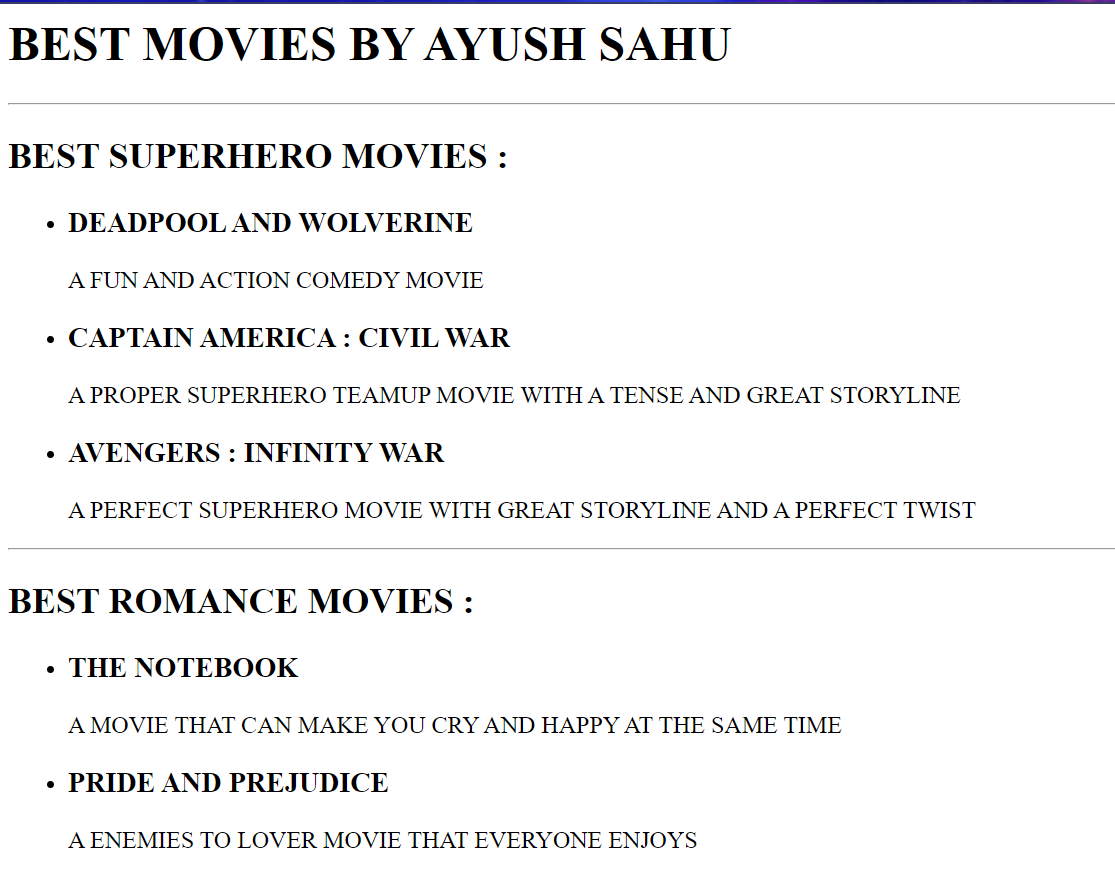 BEST MOVIES BY AYUSH SAHU
BEST SUPERHERO MOVIES :
DEADPOOL AND WOLVERINE
A FUN AND ACTION COMEDY MOVIE
CAPTAIN AMERICA : CIVIL WAR
A PROPER SUPERHERO TEAMUP MOVIE WITH A TENSE AND GREAT STORYLINE
AVENGERS : INFINITY WAR
A PERFECT SUPERHERO MOVIE WITH GREAT STORYLINE AND A PERFECT TWIST
BEST ROMANCE MOVIES :
THE NOTEBOOK
A MOVIE THAT CAN MAKE YOU CRY AND HAPPY AT THE SAME TIME
PRIDE AND PREJUDICE
A ENEMIES TO LOVER MOVIE THAT EVERYONE ENJOYS